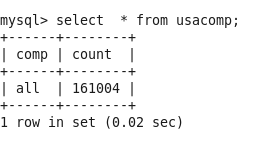 mysql> select  * from usacomp;
+------+--------+
| comp | count  |
+------+--------+
| all  | 161004 |
+------+--------+
1 row in set (0.02 sec)